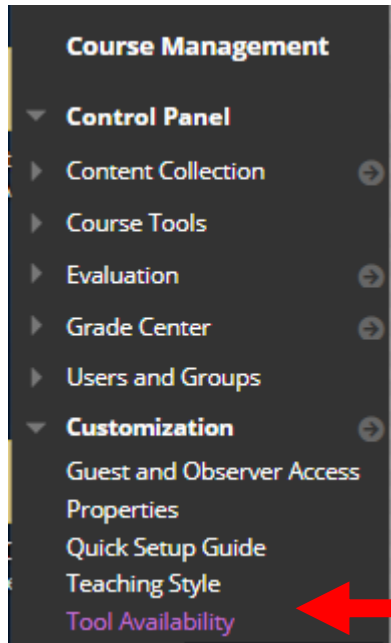 Course Management
Control Panel
Content Collection
Course Tools
Evaluation
Grade Center
Users and Groups
Customization
Guest and Observer Access
Properties
Quick Setup Guide
Teaching Style
Tool Availability